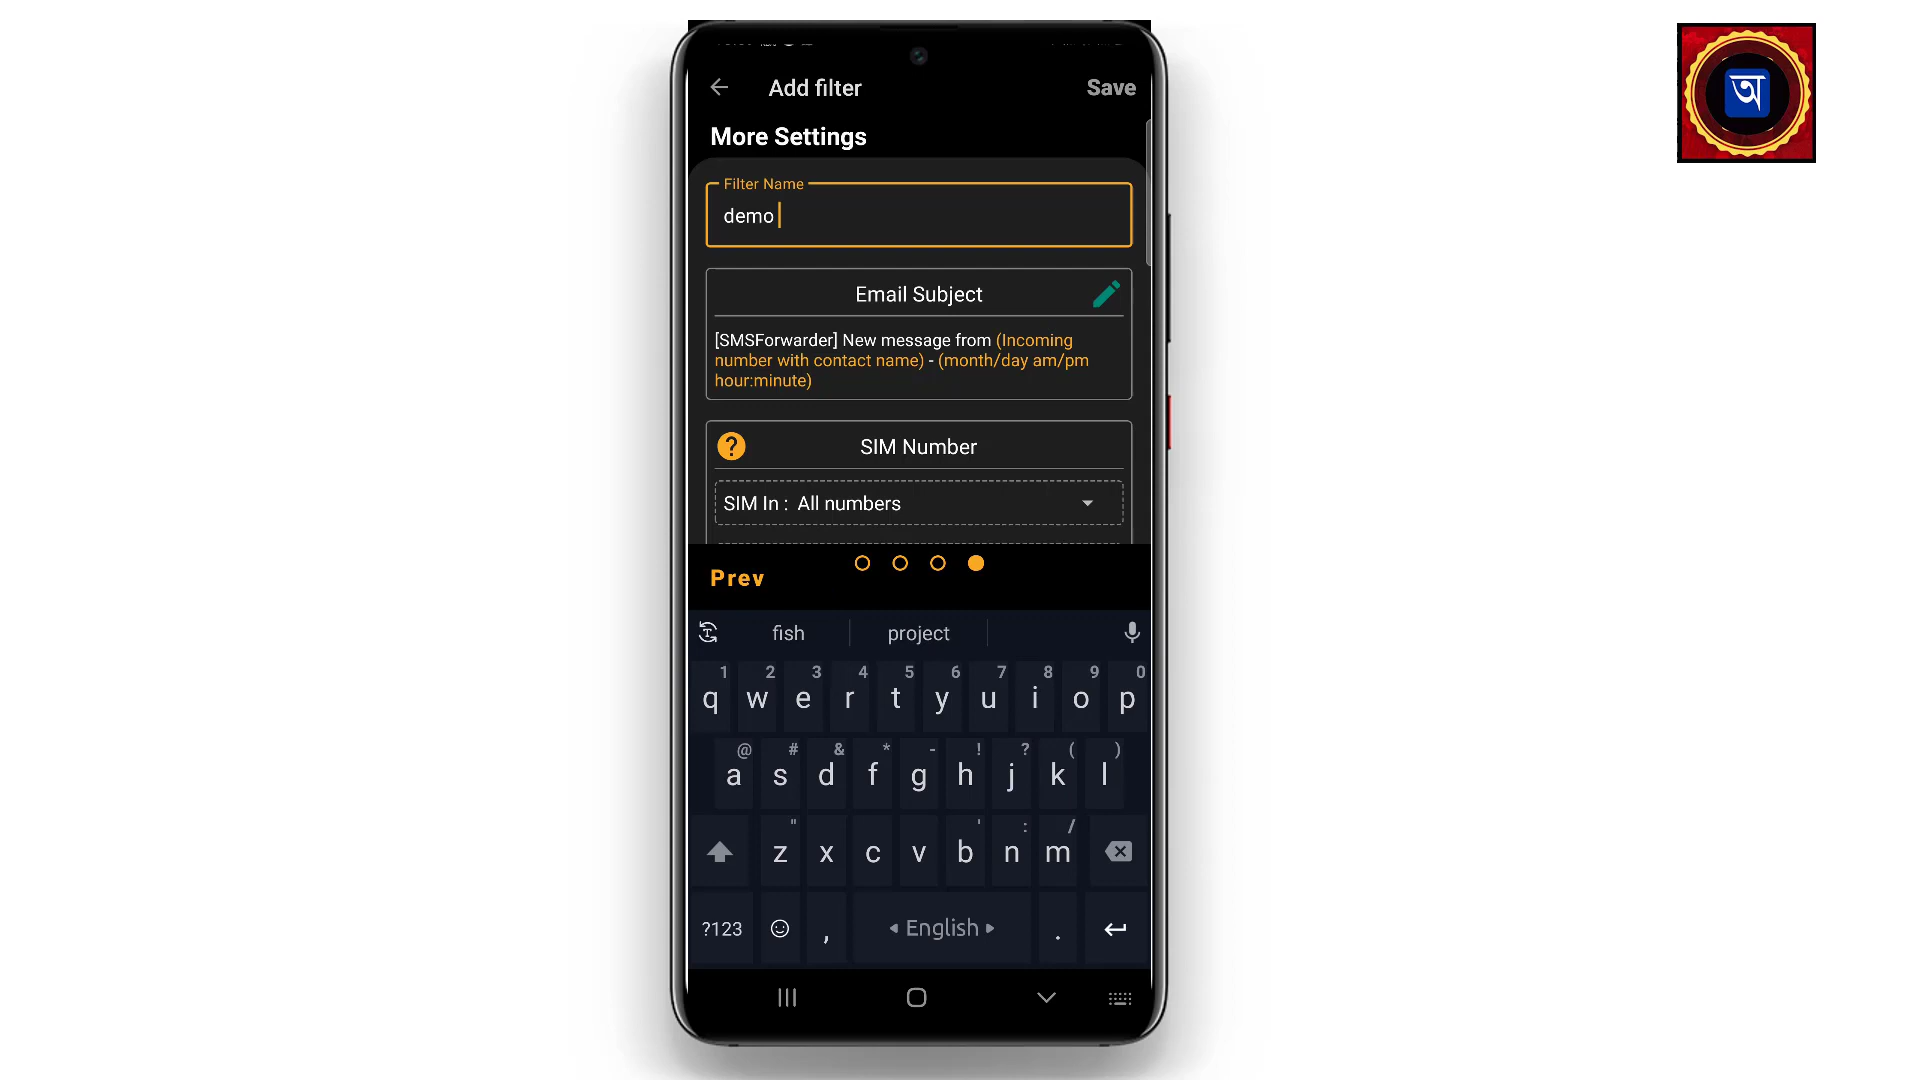 Add filter
Save
More Settings
Filter Name
demo
Email Subject
[SMSForwarder] New message from (Incoming
number with contact name) - (month/day am/pm
hour:minute)
?
SIM Number
SIM In : All numbers
Prev
fish
project
1 2 3 4 5 6 7 8 9 0
q w e r t y u i o p
@ # & * - ! ? ( )
a s d f g h j k l
" ' : /
z x c v b n m
?123 , English .
অ